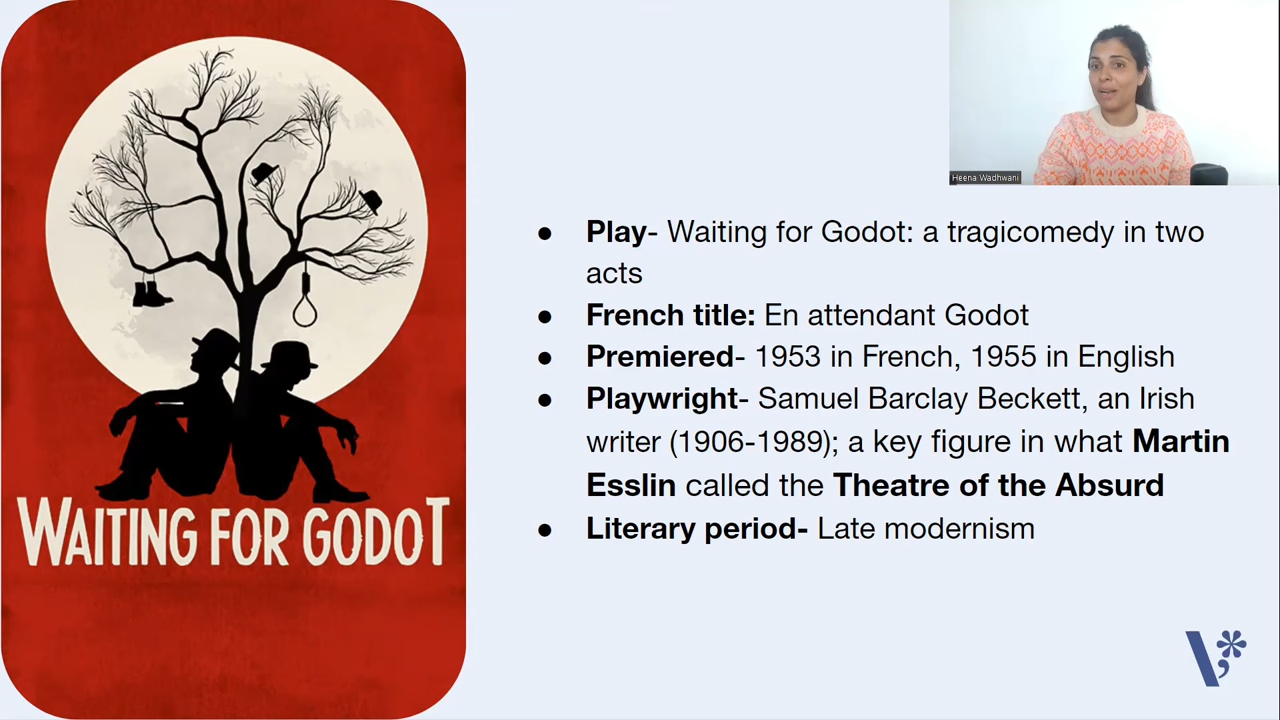 WAITING FOR GODOT
Heena Wadhwani
● Play- Waiting for Godot: a tragicomedy in two
acts
● French title: En attendant Godot
● Premiered- 1953 in French, 1955 in English
● Playwright- Samuel Barclay Beckett, an Irish
writer (1906-1989); a key figure in what Martin
Esslin called the Theatre of the Absurd
● Literary period- Late modernism